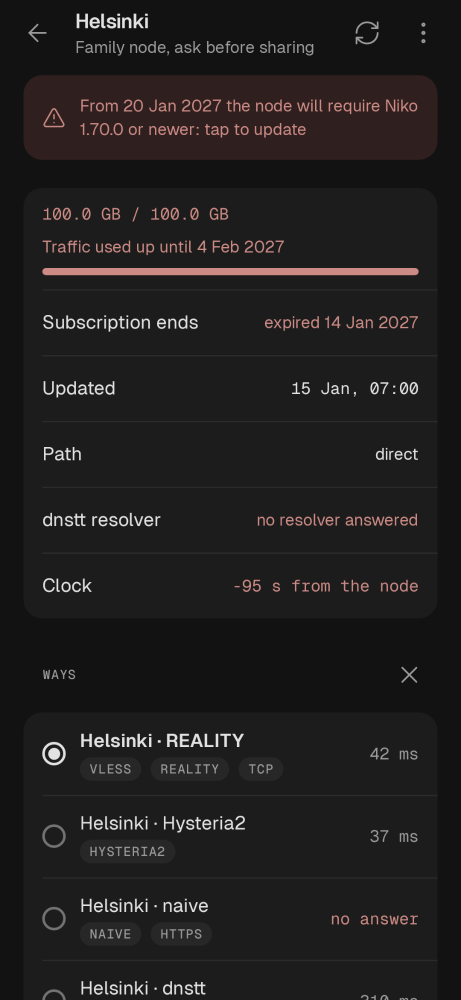 Helsinki
Family node, ask before sharing
From 20 Jan 2027 the node will require Niko
1.70.0 or newer: tap to update
100.0 GB / 100.0 GB
Traffic used up until 4 Feb 2027
Subscription ends expired 14 Jan 2027
Updated 15 Jan, 07:00
Path direct
dnstt resolver no resolver answered
Clock -95 s from the node
WAYS
Helsinki · REALITY 42 ms
VLESS REALITY TCP
Helsinki · Hysteria2 37 ms
HYSTERIA2
Helsinki · naive no answer
NAIVE HTTPS
Helsinki · dnstt 210 ms